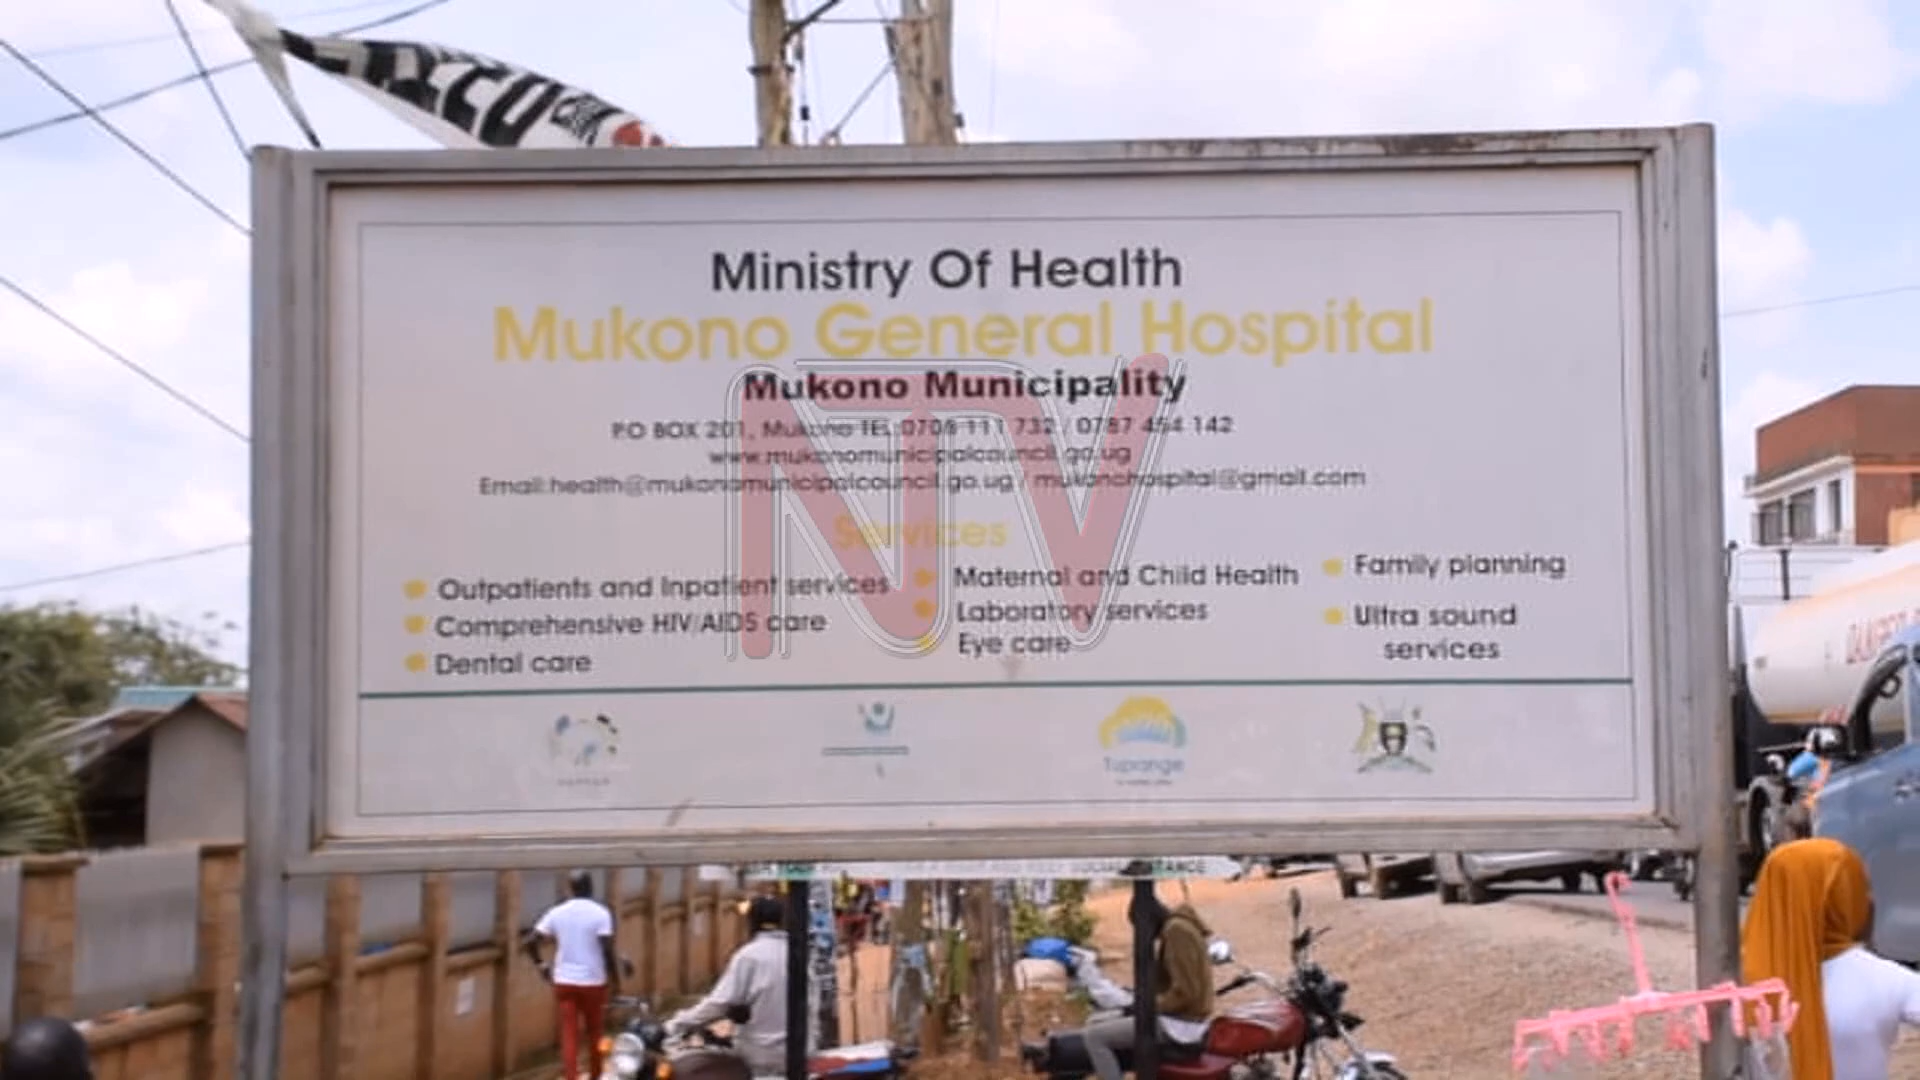 Ministry Of Health
Mukono General Hospital
Mukono Municipality
P.O BOX 201, Mukono TEL:0706 111 732 / 0787 454 142
www.mukonomunicipalcouncil.go.ug
Email:health@mukonomunicipalcouncil.go.ug / mukonohospital@gmail.com
Services
Outpatients and Inpatient services
Comprehensive HIV/AIDS care
Dental care
Maternal and Child Health
Laboratory services
Eye care
Family planning
Ultra sound
services
Tupange
NTV